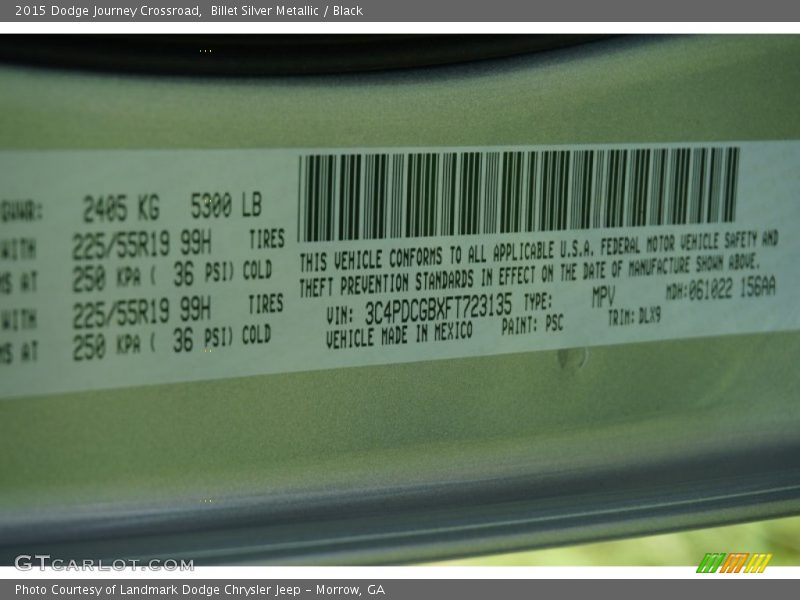 2015 Dodge Journey Crossroad, Billet Silver Metallic / Black
GVWR: 2405 KG 5300 LB
WITH 225/55R19 99H TIRES
MS AT 250 KPA ( 36 PSI) COLD
WITH 225/55R19 99H TIRES
MS AT 250 KPA ( 36 PSI) COLD
THIS VEHICLE CONFORMS TO ALL APPLICABLE U.S.A. FEDERAL MOTOR VEHICLE SAFETY AND
THEFT PREVENTION STANDARDS IN EFFECT ON THE DATE OF MANUFACTURE SHOWN ABOVE.
VIN: 3C4PDCGBXFT723135 TYPE: MPV MDH:061022 156AA
VEHICLE MADE IN MEXICO PAINT: PSC TRIM: DLX9
GTCARLOT.COM
Photo Courtesy of Landmark Dodge Chrysler Jeep – Morrow, GA